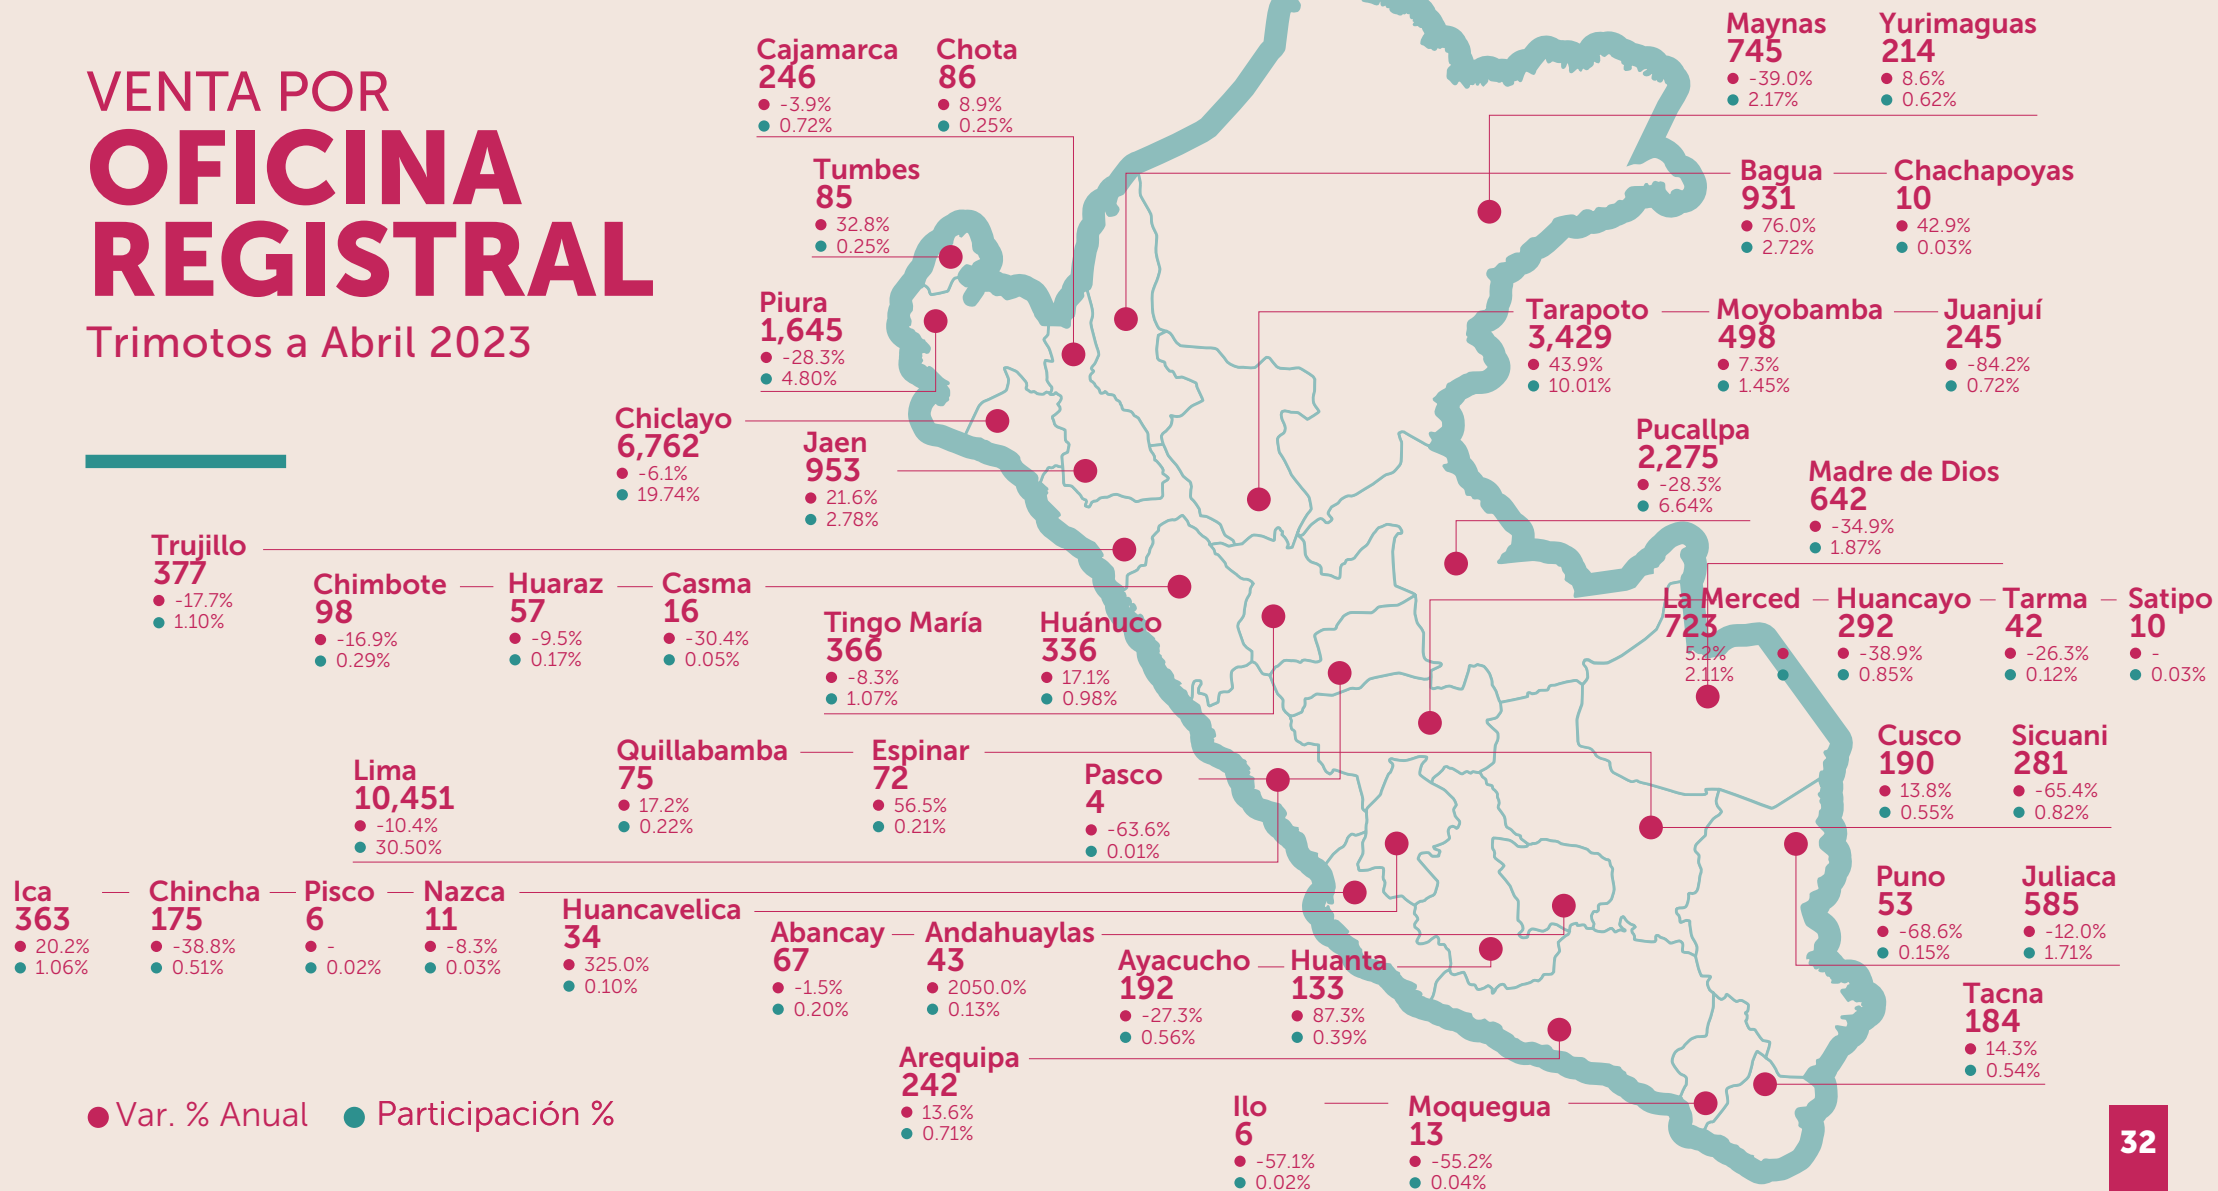 VENTA POR
OFICINA
REGISTRAL
Trimotos a Abril 2023
Cajamarca
246
-3.9%
0.72%
Chota
86
8.9%
0.25%
Maynas
745
-39.0%
2.17%
Yurimaguas
214
8.6%
0.62%
Tumbes
85
32.8%
0.25%
Bagua
931
76.0%
2.72%
Chachapoyas
10
42.9%
0.03%
Piura
1,645
-28.3%
4.80%
Tarapoto
3,429
43.9%
10.01%
Moyobamba
498
7.3%
1.45%
Juanjuí
245
-84.2%
0.72%
Chiclayo
6,762
-6.1%
19.74%
Jaen
953
21.6%
2.78%
Pucallpa
2,275
-28.3%
6.64%
Madre de Dios
642
-34.9%
1.87%
Trujillo
377
-17.7%
1.10%
Chimbote
98
-16.9%
0.29%
Huaraz
57
-9.5%
0.17%
Casma
16
-30.4%
0.05%
Tingo María
366
-8.3%
1.07%
Huánuco
336
17.1%
0.98%
La Merced
723
5.2%
2.11%
Huancayo
292
-38.9%
0.85%
Tarma
42
-26.3%
0.12%
Satipo
10
-
0.03%
Lima
10,451
-10.4%
30.50%
Quillabamba
75
17.2%
0.22%
Espinar
72
56.5%
0.21%
Pasco
4
-63.6%
0.01%
Cusco
190
13.8%
0.55%
Sicuani
281
-65.4%
0.82%
Ica
363
20.2%
1.06%
Chincha
175
-38.8%
0.51%
Pisco
6
-
0.02%
Nazca
11
-8.3%
0.03%
Huancavelica
34
325.0%
0.10%
Abancay
67
-1.5%
0.20%
Andahuaylas
43
2050.0%
0.13%
Ayacucho
192
-27.3%
0.56%
Huanta
133
87.3%
0.39%
Puno
53
-68.6%
0.15%
Juliaca
585
-12.0%
1.71%
Tacna
184
14.3%
0.54%
Arequipa
242
13.6%
0.71%
Ilo
6
-57.1%
0.02%
Moquegua
13
-55.2%
0.04%
Var. % Anual
Participación %
32